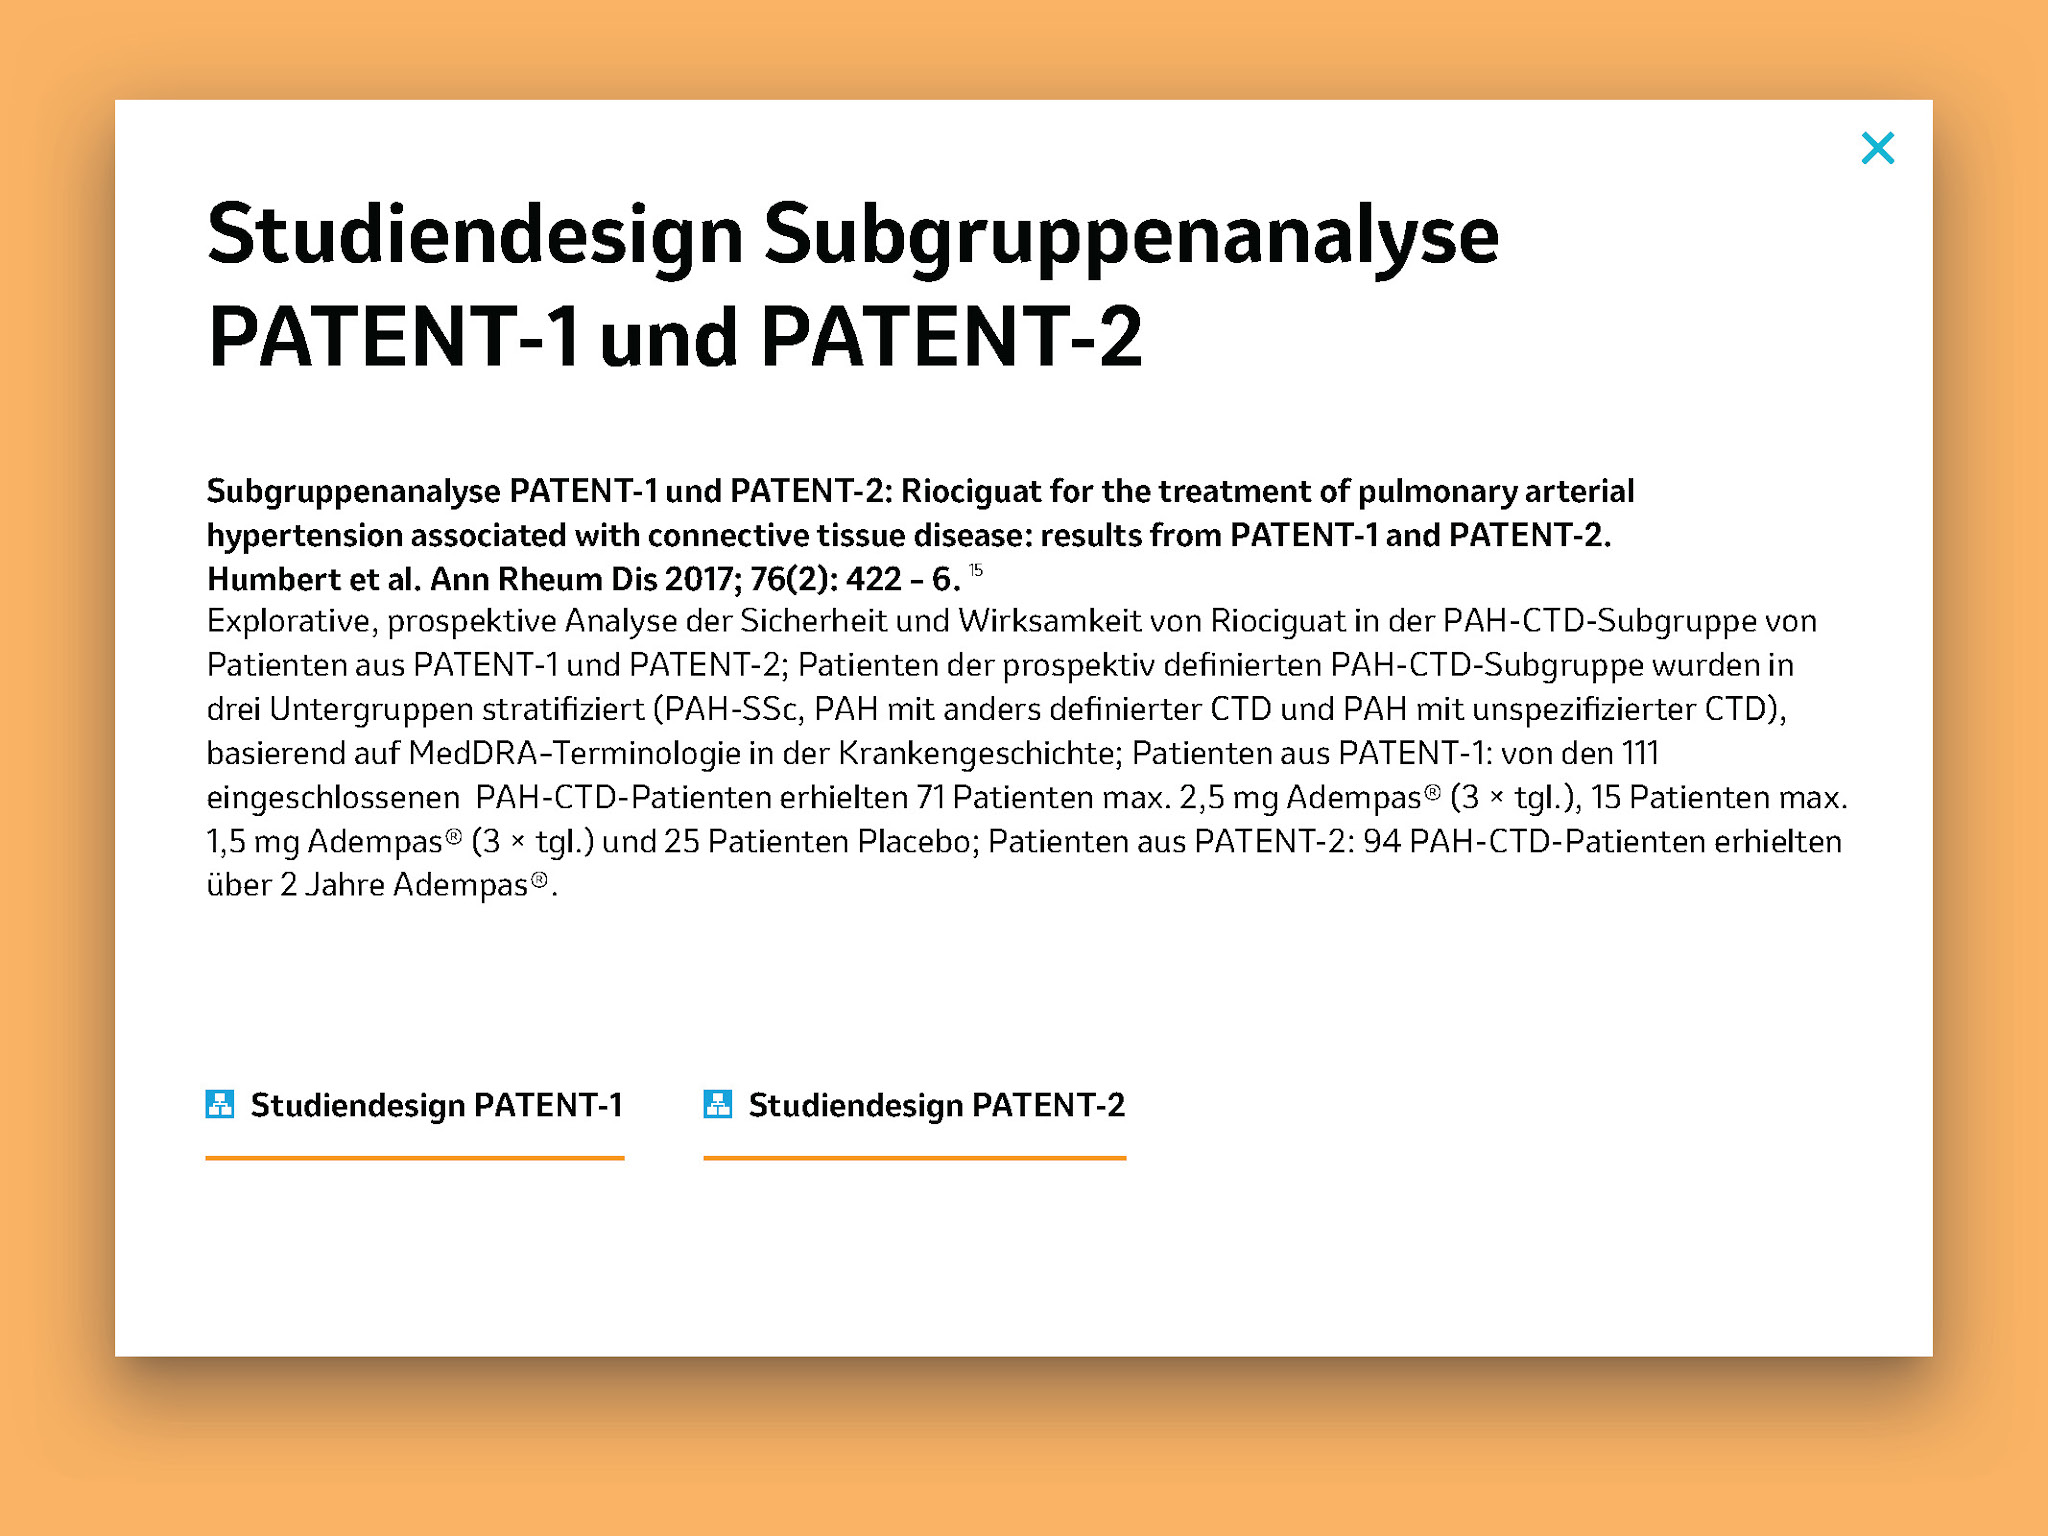 Studiendesign Subgruppenanalyse
PATENT-1 und PATENT-2
Subgruppenanalyse PATENT-1 und PATENT-2: Riociguat for the treatment of pulmonary arterial
hypertension associated with connective tissue disease: results from PATENT-1 and PATENT-2.
Humbert et al. Ann Rheum Dis 2017; 76(2): 422 – 6. 15
Explorative, prospektive Analyse der Sicherheit und Wirksamkeit von Riociguat in der PAH-CTD-Subgruppe von
Patienten aus PATENT-1 und PATENT-2; Patienten der prospektiv definierten PAH-CTD-Subgruppe wurden in
drei Untergruppen stratifiziert (PAH-SSc, PAH mit anders definierter CTD und PAH mit unspezifizierter CTD),
basierend auf MedDRA-Terminologie in der Krankengeschichte; Patienten aus PATENT-1: von den 111
eingeschlossenen PAH-CTD-Patienten erhielten 71 Patienten max. 2,5 mg Adempas® (3 × tgl.), 15 Patienten max.
1,5 mg Adempas® (3 × tgl.) und 25 Patienten Placebo; Patienten aus PATENT-2: 94 PAH-CTD-Patienten erhielten
über 2 Jahre Adempas®.
Studiendesign PATENT-1 Studiendesign PATENT-2